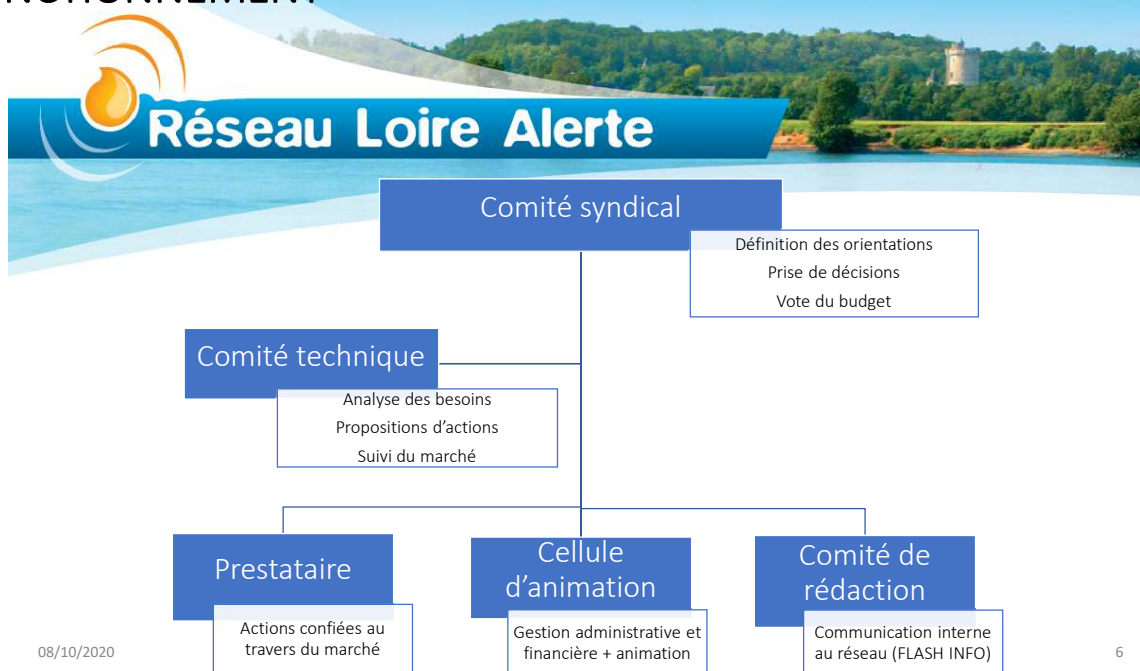 NCTIONNEMENT
Réseau Loire Alerte
Comité syndical
Définition des orientations
Prise de décisions
Vote du budget
Comité technique
Analyse des besoins
Propositions d'actions
Suivi du marché
Prestataire
Actions confiées au
travers du marché
Cellule
d'animation
Gestion administrative et
financière + animation
Comité de
rédaction
Communication interne
au réseau (FLASH INFO)
08/10/2020
6